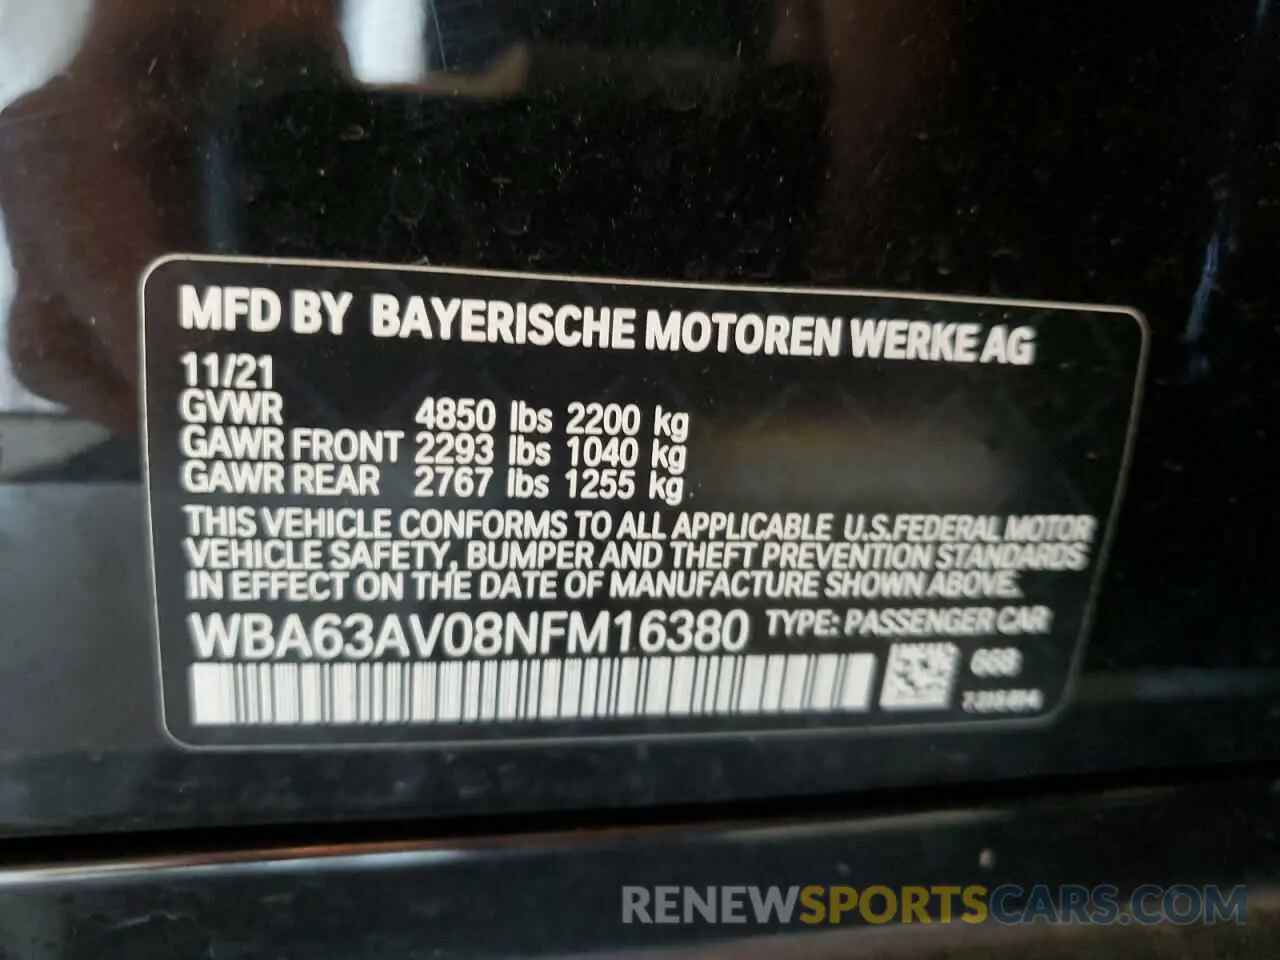 MFD BY BAYERISCHE MOTOREN WERKE AG
11/21
GVWR 4850 lbs 2200 kg
GAWR FRONT 2293 lbs 1040 kg
GAWR REAR 2767 lbs 1255 kg
THIS VEHICLE CONFORMS TO ALL APPLICABLE U.S.FEDERAL MOTOR
VEHICLE SAFETY, BUMPER AND THEFT PREVENTION STANDARDS
IN EFFECT ON THE DATE OF MANUFACTURE SHOWN ABOVE.
WBA63AV08NFM16380 TYPE: PASSENGER CAR
668
RENEWSPORTSCARS.COM